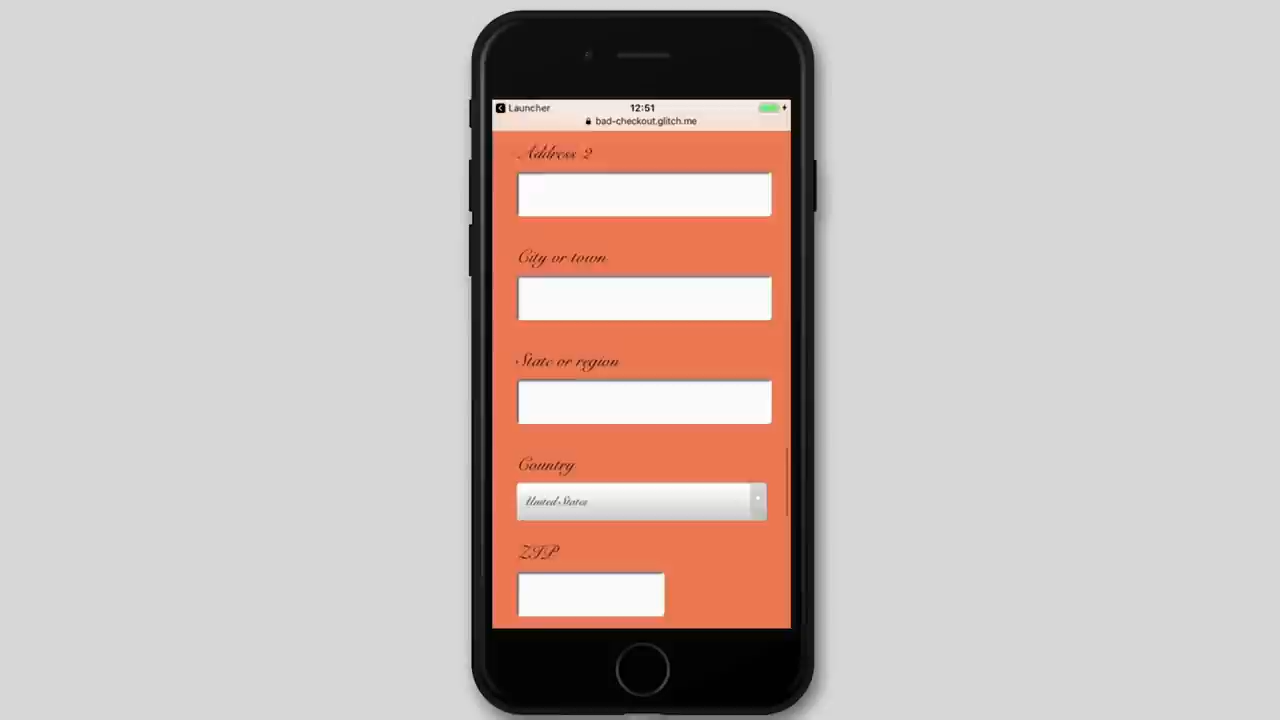 Launcher
12:51
bad-checkout.glitch.me
Address 2
City or town
State or region
Country
United States
ZIP